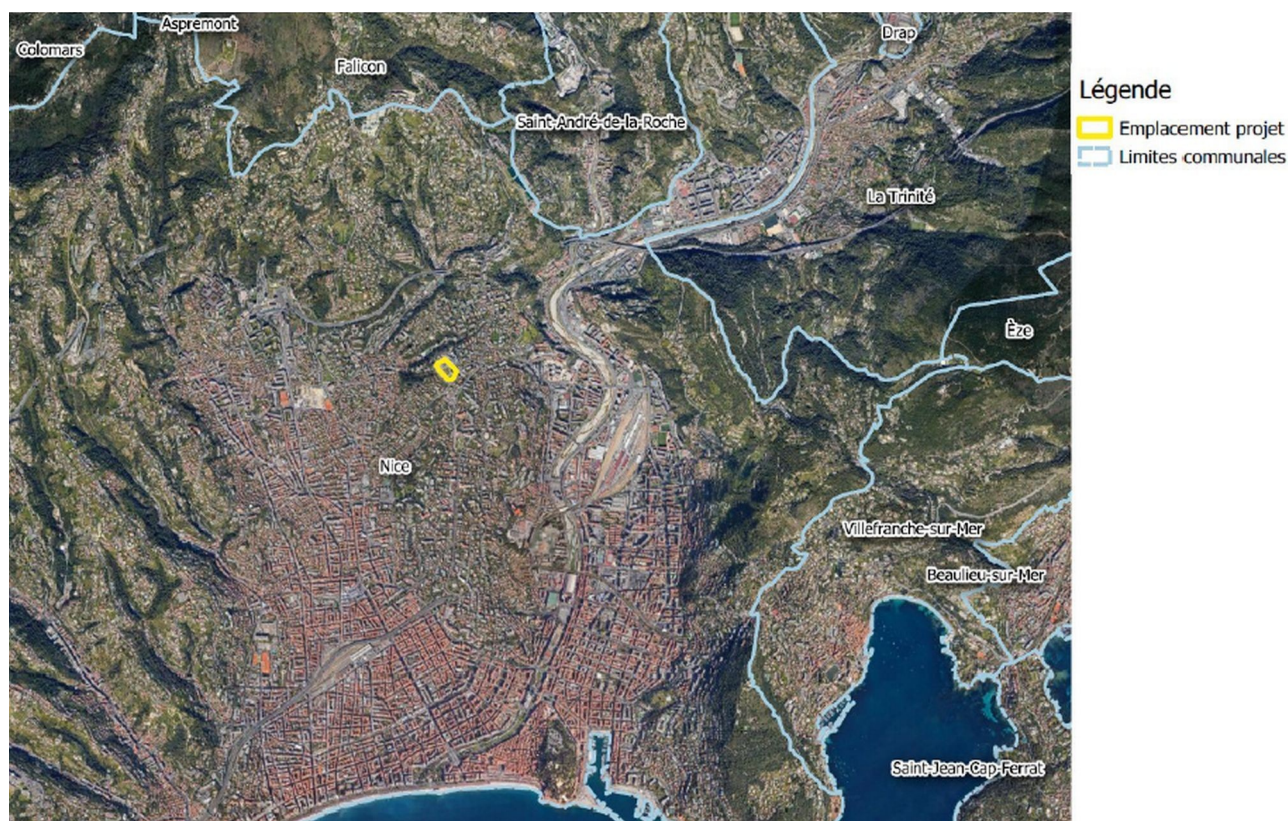 Aspremont
Colomars
Drap
Falicon
Légende
Emplacement projet
Limites communales
Saint-André-de-la-Roche
La Trinité
Èze
Nice
Villefranche-sur-Mer
Beaulieu-sur-Mer
Saint-Jean-Cap-Ferrat